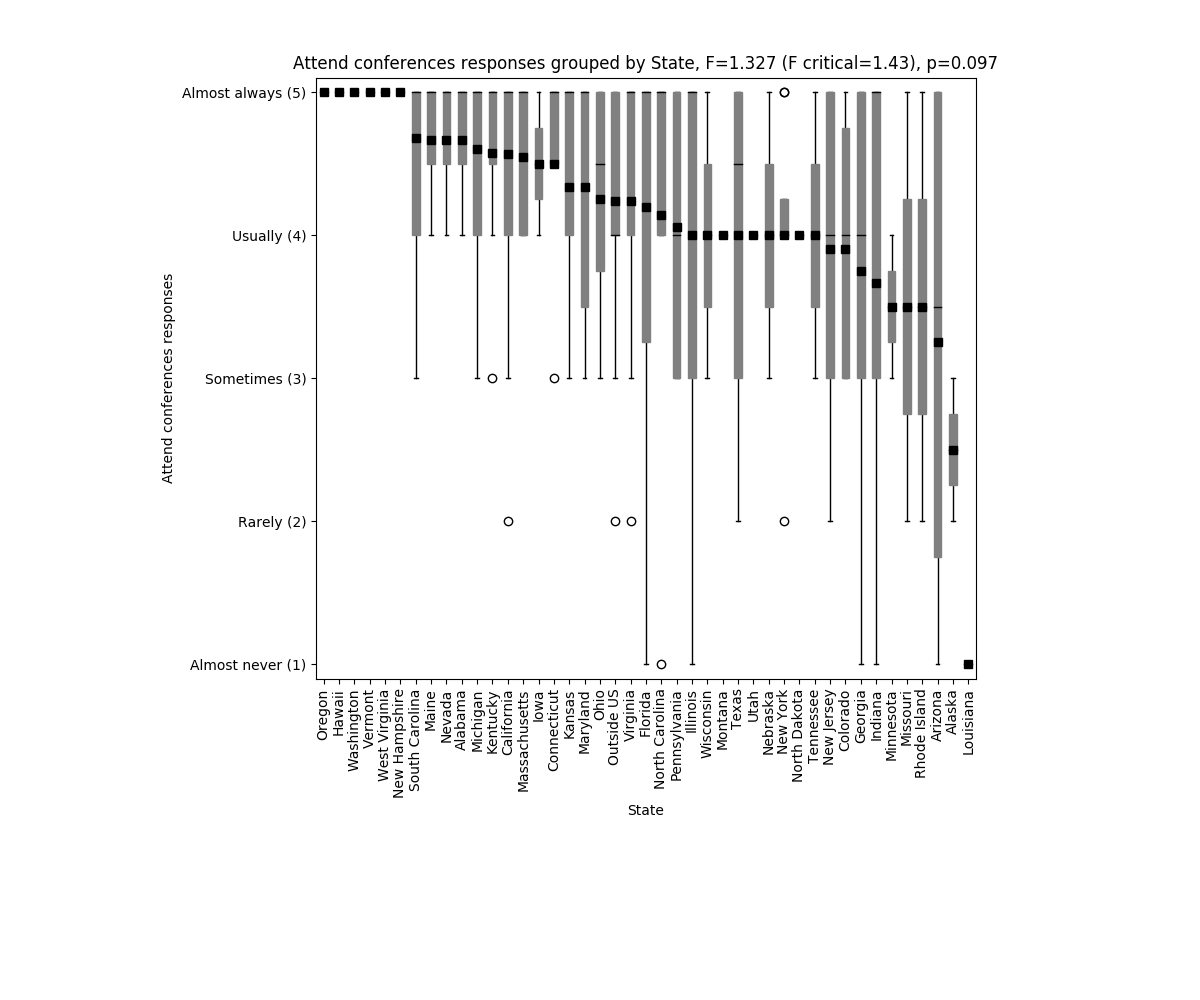 Attend conferences responses grouped by State, F=1.327 (F critical=1.43), p=0.097
Almost always (5)
Usually (4)
Sometimes (3)
Rarely (2)
Almost never (1)
Attend conferences responses
Oregon
Hawaii
Washington
Vermont
West Virginia
New Hampshire
South Carolina
Maine
Nevada
Alabama
Michigan
Kentucky
California
Massachusetts
Iowa
Connecticut
Kansas
Maryland
Ohio
Outside US
Virginia
Florida
North Carolina
Pennsylvania
Illinois
Wisconsin
Montana
Texas
Utah
Nebraska
New York
North Dakota
Tennessee
New Jersey
Colorado
Georgia
Indiana
Minnesota
Missouri
Rhode Island
Arizona
Alaska
Louisiana
State